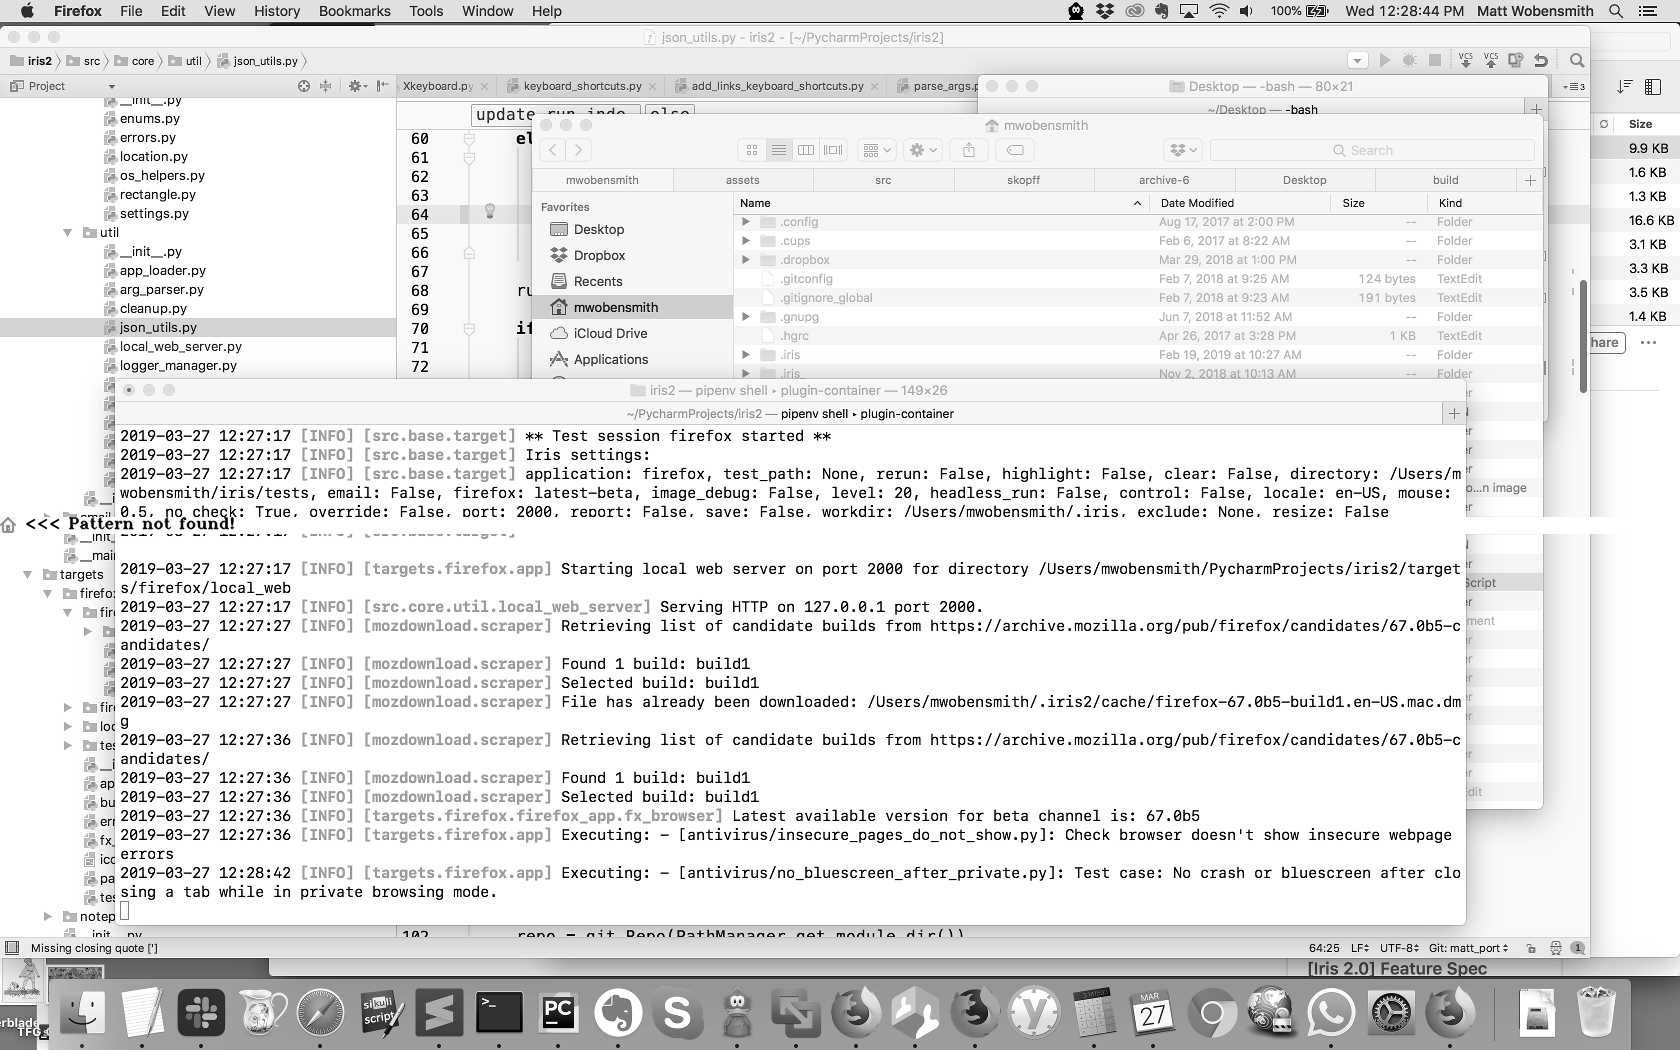 Firefox File Edit View History Bookmarks Tools Window Help 100% Wed 12:28:44 PM Matt Wobensmith
json_utils.py - iris2 - [~/PycharmProjects/iris2]
iris2 src core util json_utils.py
Project
Xkeyboard.py keyboard_shortcuts.py add_links_keyboard_shortcuts.py parse_args.p
__init__.py
enums.py
errors.py
location.py
os_helpers.py
rectangle.py
settings.py
util
__init__.py
app_loader.py
arg_parser.py
cleanup.py
json_utils.py
local_web_server.py
logger_manager.py
targets
firefo
notep
60 el
61
62
63
64
65
66
67
68 ru
69
70 if
71
72
Desktop — -bash — 80×21
~/Desktop — -bash
mwobensmith
Search
mwobensmith assets src skopff archive-6 Desktop build
Favorites
Desktop
Dropbox
Recents
mwobensmith
iCloud Drive
Applications
Name Date Modified Size Kind
.config Aug 17, 2017 at 2:00 PM -- Folder
.cups Feb 6, 2017 at 8:22 AM -- Folder
.dropbox Mar 29, 2018 at 1:00 PM -- Folder
.gitconfig Feb 7, 2018 at 9:25 AM 124 bytes TextEdit
.gitignore_global Feb 7, 2018 at 9:23 AM 191 bytes TextEdit
.gnupg Jun 7, 2018 at 11:52 AM -- Folder
.hgrc Apr 26, 2017 at 3:28 PM 1 KB TextEdit
.iris Feb 19, 2019 at 10:27 AM -- Folder
.iris_ Nov 2, 2018 at 10:13 AM -- Folder
Size
9.9 KB
1.6 KB
1.3 KB
16.6 KB
3.1 KB
3.3 KB
3.5 KB
1.4 KB
hare
iris2 — pipenv shell ▸ plugin-container — 149×26
~/PycharmProjects/iris2 — pipenv shell ▸ plugin-container
2019-03-27 12:27:17 [INFO] [src.base.target] ** Test session firefox started **
2019-03-27 12:27:17 [INFO] [src.base.target] Iris settings:
2019-03-27 12:27:17 [INFO] [src.base.target] application: firefox, test_path: None, rerun: False, highlight: False, clear: False, directory: /Users/m
wobensmith/iris/tests, email: False, firefox: latest-beta, image_debug: False, level: 20, headless_run: False, control: False, locale: en-US, mouse:
0.5, no_check: True, override: False, port: 2000, report: False, save: False, workdir: /Users/mwobensmith/.iris, exclude: None, resize: False
<<< Pattern not found!
2019-03-27 12:27:17 [INFO] [src.base.target]
2019-03-27 12:27:17 [INFO] [targets.firefox.app] Starting local web server on port 2000 for directory /Users/mwobensmith/PycharmProjects/iris2/target
s/firefox/local_web
2019-03-27 12:27:17 [INFO] [src.core.util.local_web_server] Serving HTTP on 127.0.0.1 port 2000.
2019-03-27 12:27:27 [INFO] [mozdownload.scraper] Retrieving list of candidate builds from https://archive.mozilla.org/pub/firefox/candidates/67.0b5-c
andidates/
2019-03-27 12:27:27 [INFO] [mozdownload.scraper] Found 1 build: build1
2019-03-27 12:27:27 [INFO] [mozdownload.scraper] Selected build: build1
2019-03-27 12:27:27 [INFO] [mozdownload.scraper] File has already been downloaded: /Users/mwobensmith/.iris2/cache/firefox-67.0b5-build1.en-US.mac.dm
g
2019-03-27 12:27:36 [INFO] [mozdownload.scraper] Retrieving list of candidate builds from https://archive.mozilla.org/pub/firefox/candidates/67.0b5-c
andidates/
2019-03-27 12:27:36 [INFO] [mozdownload.scraper] Found 1 build: build1
2019-03-27 12:27:36 [INFO] [mozdownload.scraper] Selected build: build1
2019-03-27 12:27:36 [INFO] [targets.firefox.firefox_app.fx_browser] Latest available version for beta channel is: 67.0b5
2019-03-27 12:27:36 [INFO] [targets.firefox.app] Executing: - [antivirus/insecure_pages_do_not_show.py]: Check browser doesn't show insecure webpage
errors
2019-03-27 12:28:42 [INFO] [targets.firefox.app] Executing: - [antivirus/no_bluescreen_after_private.py]: Test case: No crash or bluescreen after clo
sing a tab while in private browsing mode.
102 repo = git.Repo(PathManager.get_module_dir())
Missing closing quote ['] 64:25 LF UTF-8 Git: matt_port 1
[Iris 2.0] Feature Spec
sikuli
script
PC
MAR
27
TFG